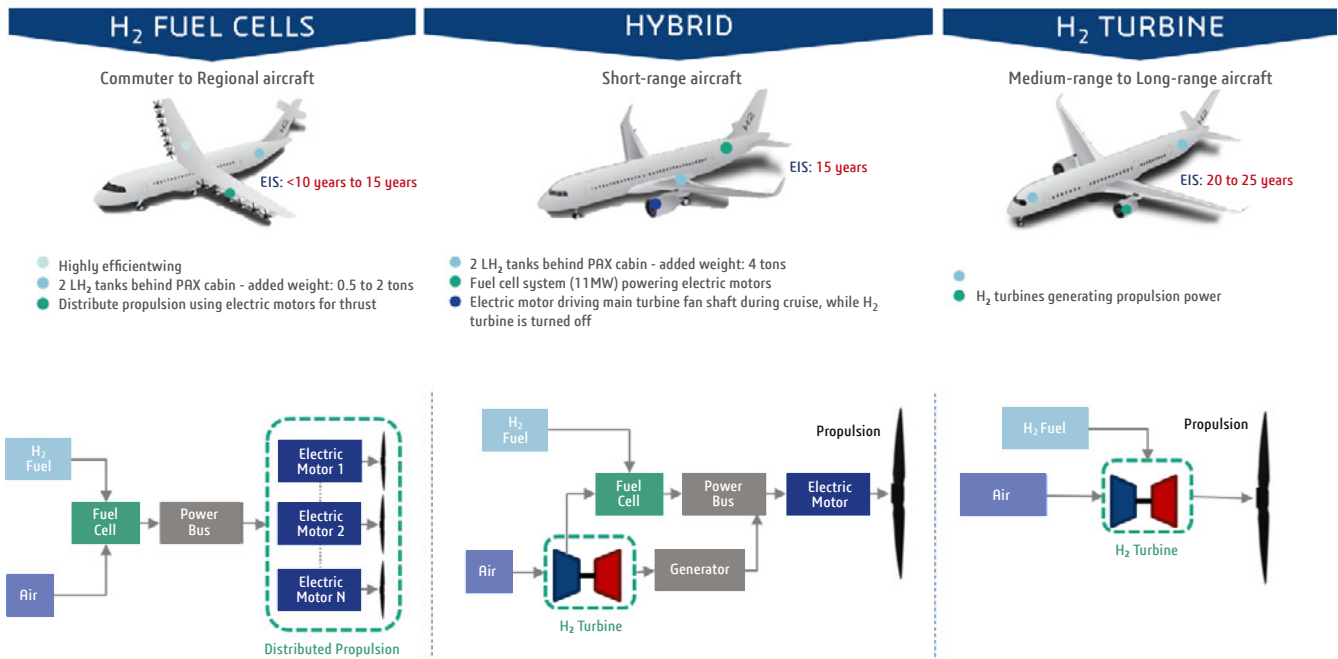 H₂ FUEL CELLS
Commuter to Regional aircraft
H2
EIS: <10 years to 15 years
Highly efficientwing
2 LH₂ tanks behind PAX cabin - added weight: 0.5 to 2 tons
Distribute propulsion using electric motors for thrust
HYBRID
Short-range aircraft
H2
EIS: 15 years
2 LH₂ tanks behind PAX cabin - added weight: 4 tons
Fuel cell system (11MW) powering electric motors
Electric motor driving main turbine fan shaft during cruise, while H₂
turbine is turned off
H₂ TURBINE
Medium-range to Long-range aircraft
H2
EIS: 20 to 25 years
H₂ turbines generating propulsion power
H₂
Fuel
Air
Fuel
Cell
Power
Bus
Electric
Motor 1
Electric
Motor 2
Electric
Motor N
Distributed Propulsion
H₂
Fuel
Air
Fuel
Cell
Power
Bus
Electric
Motor
Generator
H₂ Turbine
Propulsion
H₂ Fuel
Air
H₂ Turbine
Propulsion